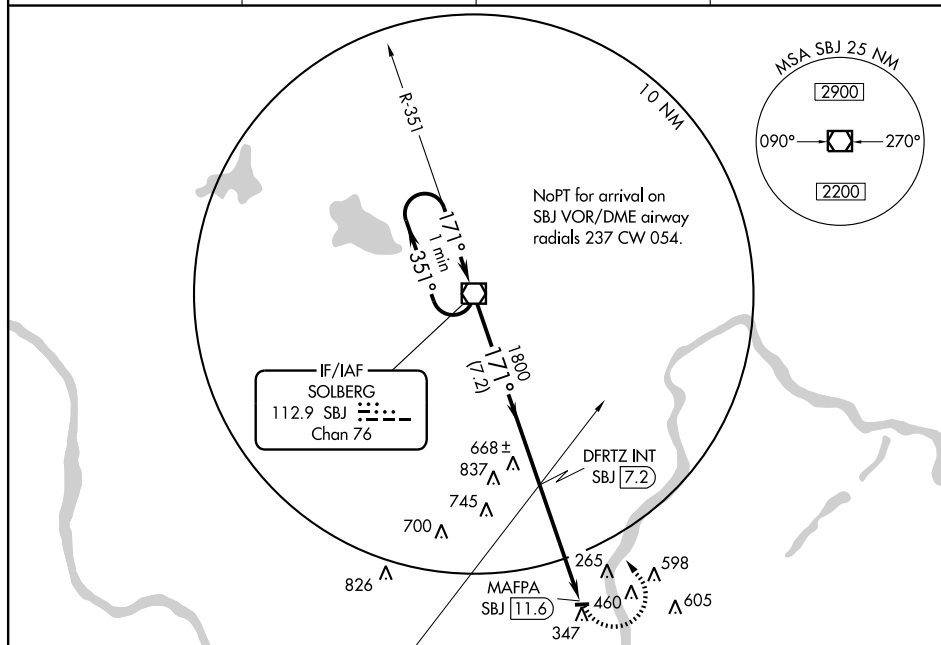 MSA SBJ 25 NM
2900
090°
270°
2200
10 NM
R-351
NoPT for arrival on
SBJ VOR/DME airway
radials 237 CW 054.
171°
1 min
351°
IF/IAF
SOLBERG
112.9 SBJ
Chan 76
1800
171°
(7.2)
668 ±
837
745
700
826
DFRTZ INT
SBJ 7.2
MAFPA
SBJ 11.6
265
598
460
605
347